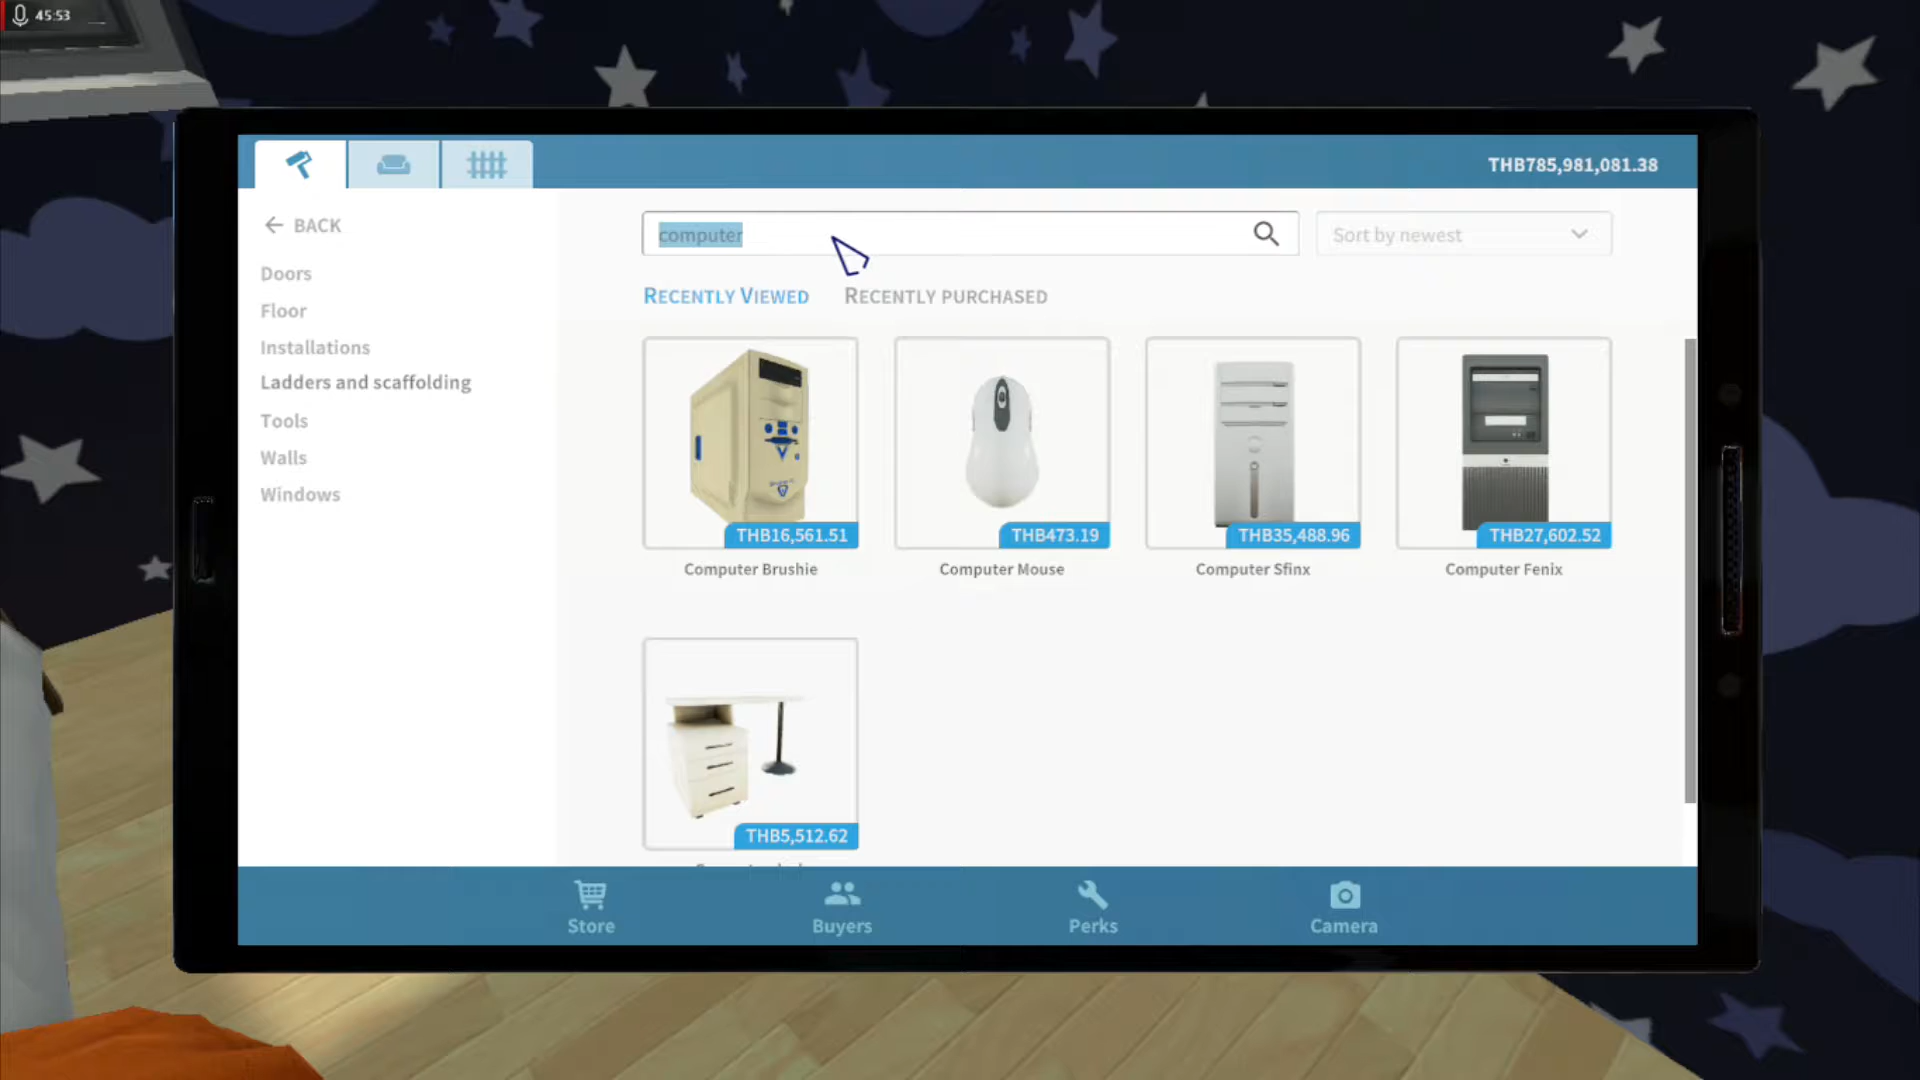 45:53
THB785,981,081.38
BACK
computer
Sort by newest
Doors
Floor
Installations
Ladders and scaffolding
Tools
Walls
Windows
RECENTLY VIEWED
RECENTLY PURCHASED
THB16,561.51
THB473.19
THB35,488.96
THB27,602.52
Computer Brushie
Computer Mouse
Computer Sfinx
Computer Fenix
THB5,512.62
Store
Buyers
Perks
Camera